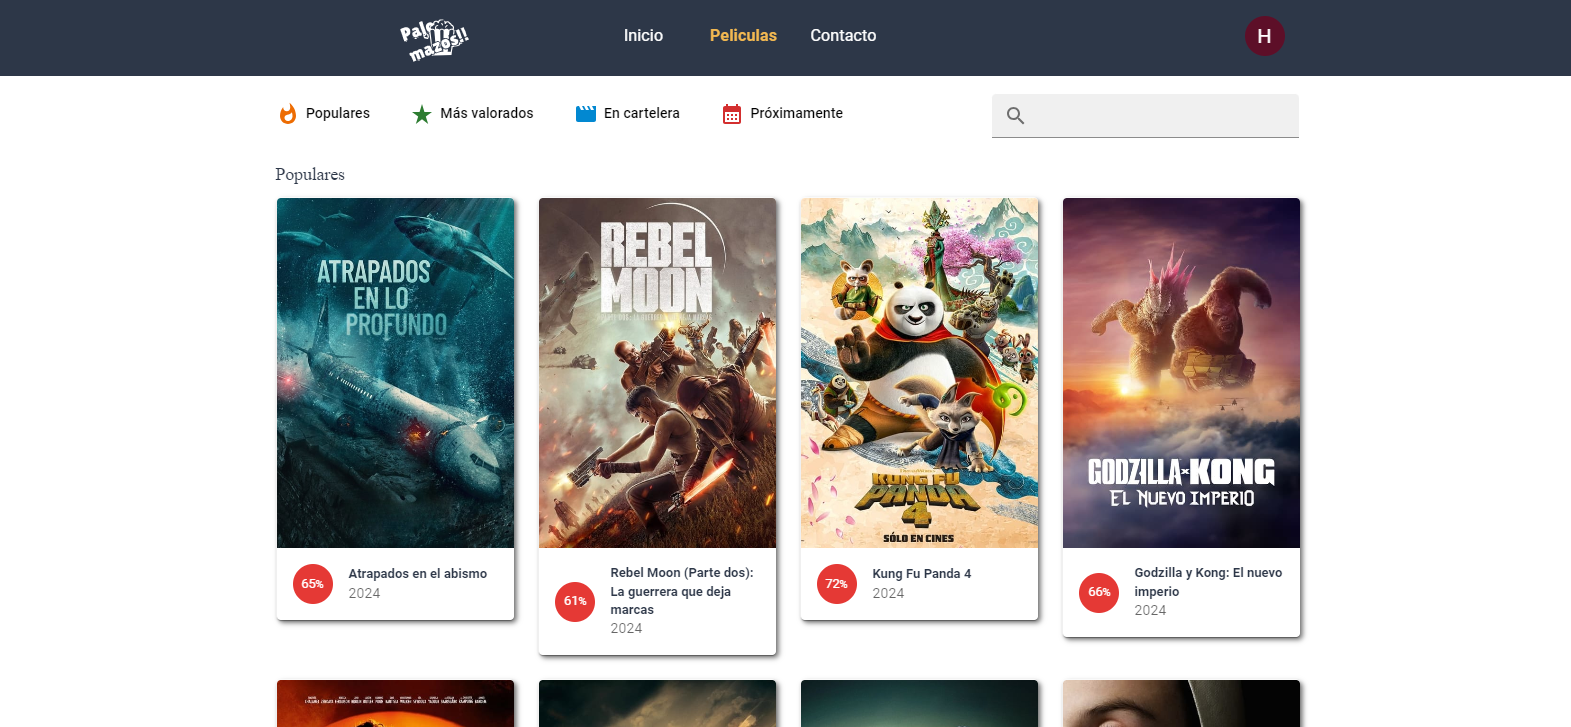 Palo
mazos!!
Inicio
Peliculas
Contacto
H
Populares
Más valorados
En cartelera
Próximamente
Populares
ATRAPADOS
EN LO
PROFUNDO
REBEL
MOON
KUNG FU
PANDA
4
SÓLO EN CINES
GODZILLA×KONG
EL NUEVO IMPERIO
65%
Atrapados en el abismo
2024
61%
Rebel Moon (Parte dos):
La guerrera que deja
marcas
2024
72%
Kung Fu Panda 4
2024
66%
Godzilla y Kong: El nuevo
imperio
2024